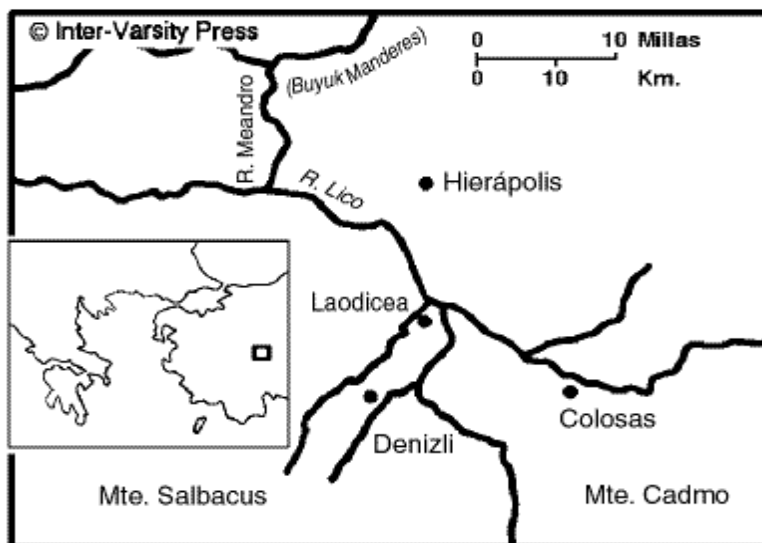 © Inter-Varsity Press
0 10 Millas
0 10 Km.
(Buyuk Manderes)
R. Meandro
R. Lico
Hierápolis
Laodicea
Colosas
Denizli
Mte. Salbacus
Mte. Cadmo